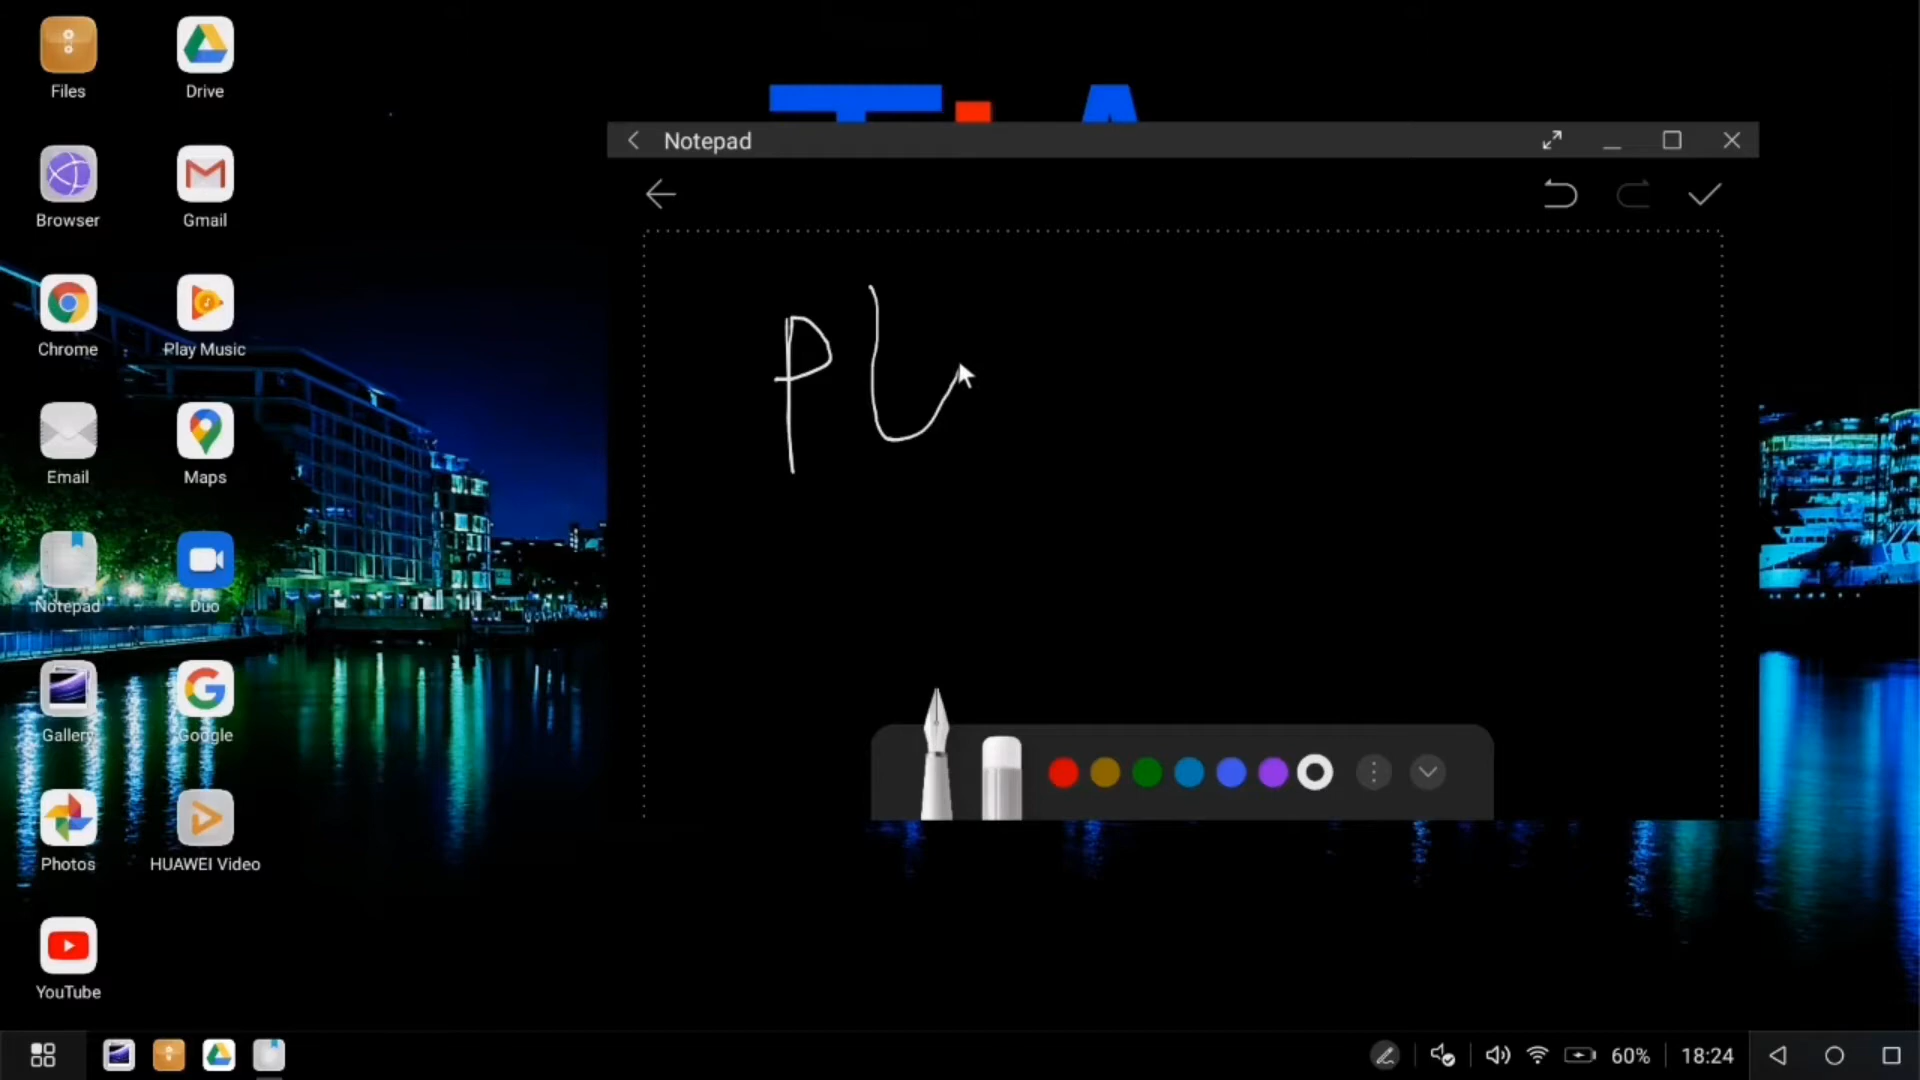 Files
Drive
Notepad
Browser
Gmail
Chrome
Play Music
PL
Email
Maps
Notepad
Duo
Gallery
Google
Photos
HUAWEI Video
YouTube
60%
18:24